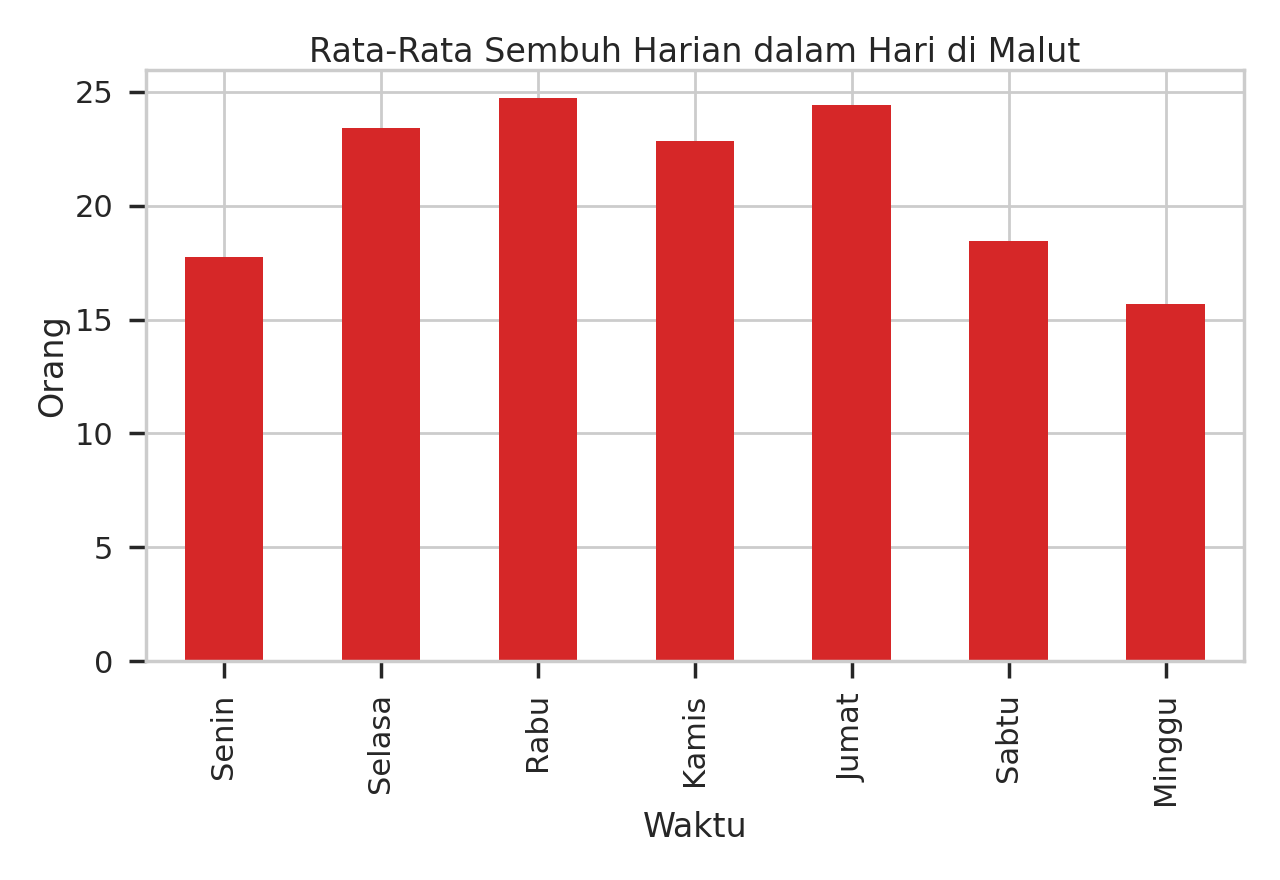 Rata-Rata Sembuh Harian dalam Hari di Malut
25
20
15
10
5
0
Orang
Senin
Selasa
Rabu
Kamis
Jumat
Sabtu
Minggu
Waktu